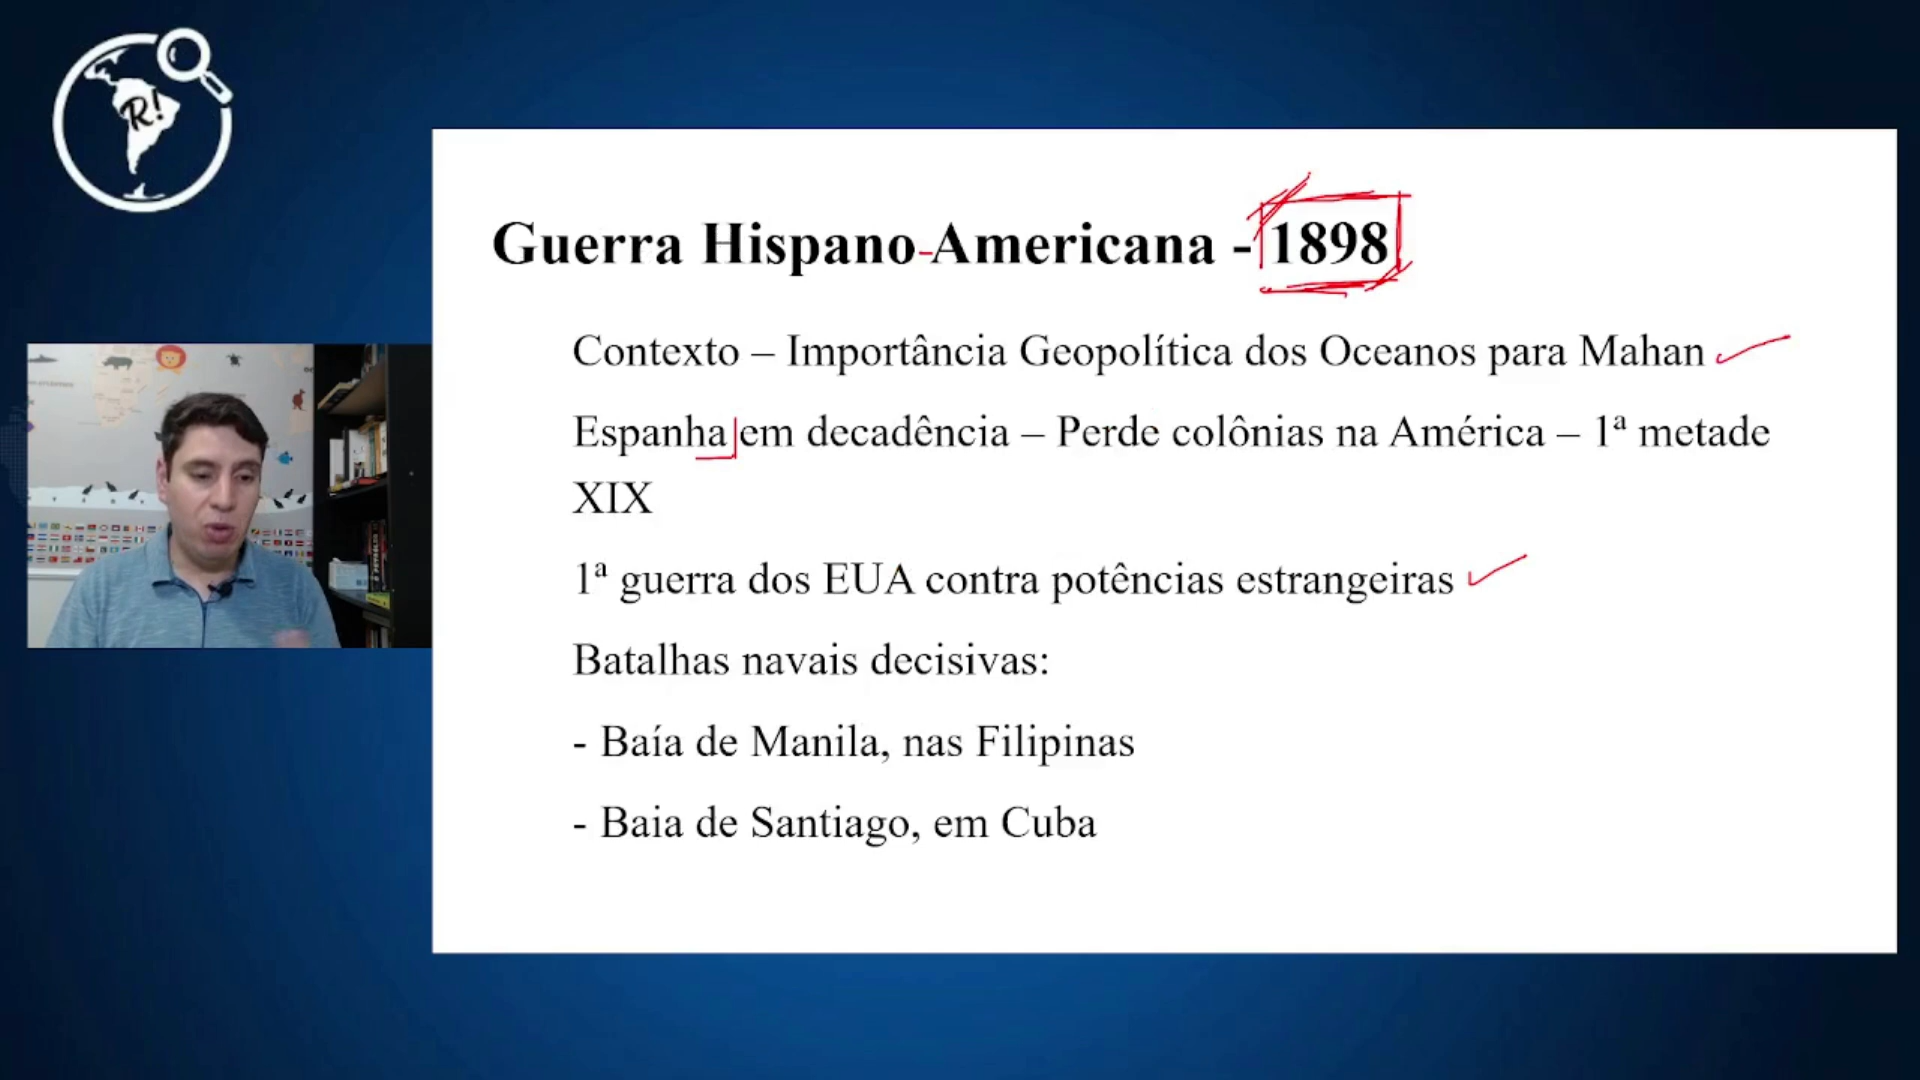 R!
Guerra Hispano-Americana - 1898
Contexto – Importância Geopolítica dos Oceanos para Mahan
Espanha em decadência – Perde colônias na América – 1ª metade
XIX
1ª guerra dos EUA contra potências estrangeiras
Batalhas navais decisivas:
- Baía de Manila, nas Filipinas
- Baia de Santiago, em Cuba